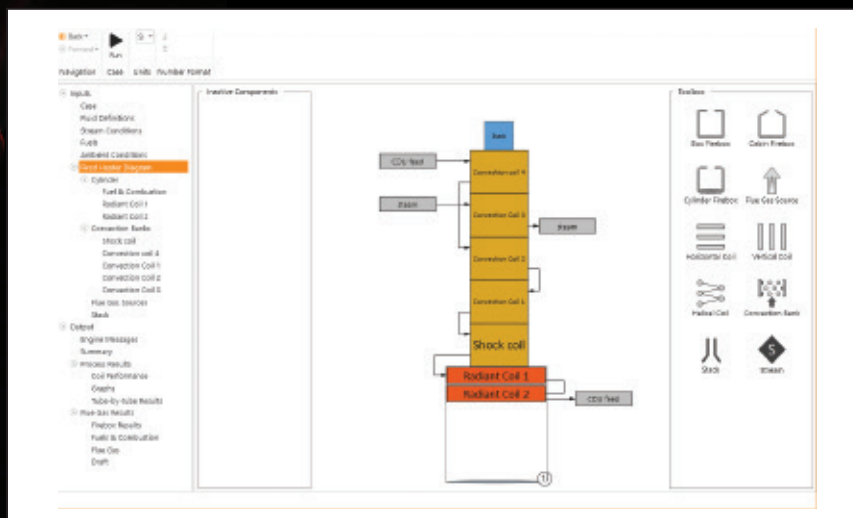 Back
Forward
Run
Navigation Case Units Number Format
Inputs
Case
Fluid Definitions
Stream Conditions
Fuels
Ambient Conditions
Fired Heater Diagram
Cylinder
Fuel & Combustion
Radiant Coil 1
Radiant Coil 2
Convection Banks
Shock coil
Convection coil 4
Convection Coil 1
Convection Coil 2
Convection Coil 3
Flue Gas Sources
Stack
Output
Engine Messages
Summary
Process Results
Coil Performance
Graphs
Tube-by-tube Results
Flue Gas Results
Firebox Results
Fuels & Combustion
Flue Gas
Draft
Inactive Components
CDU feed
Steam
Convection coil 4
Convection Coil 3
Steam
Convection Coil 2
Convection Coil 1
Shock coil
Radiant Coil 1
Radiant Coil 2
CDU feed
Toolbox
Box Firebox
Cabin Firebox
Cylinder Firebox
Flue Gas Source
Horizontal Coil
Vertical Coil
Helical Coil
Convection Bank
Stack
S
Stream